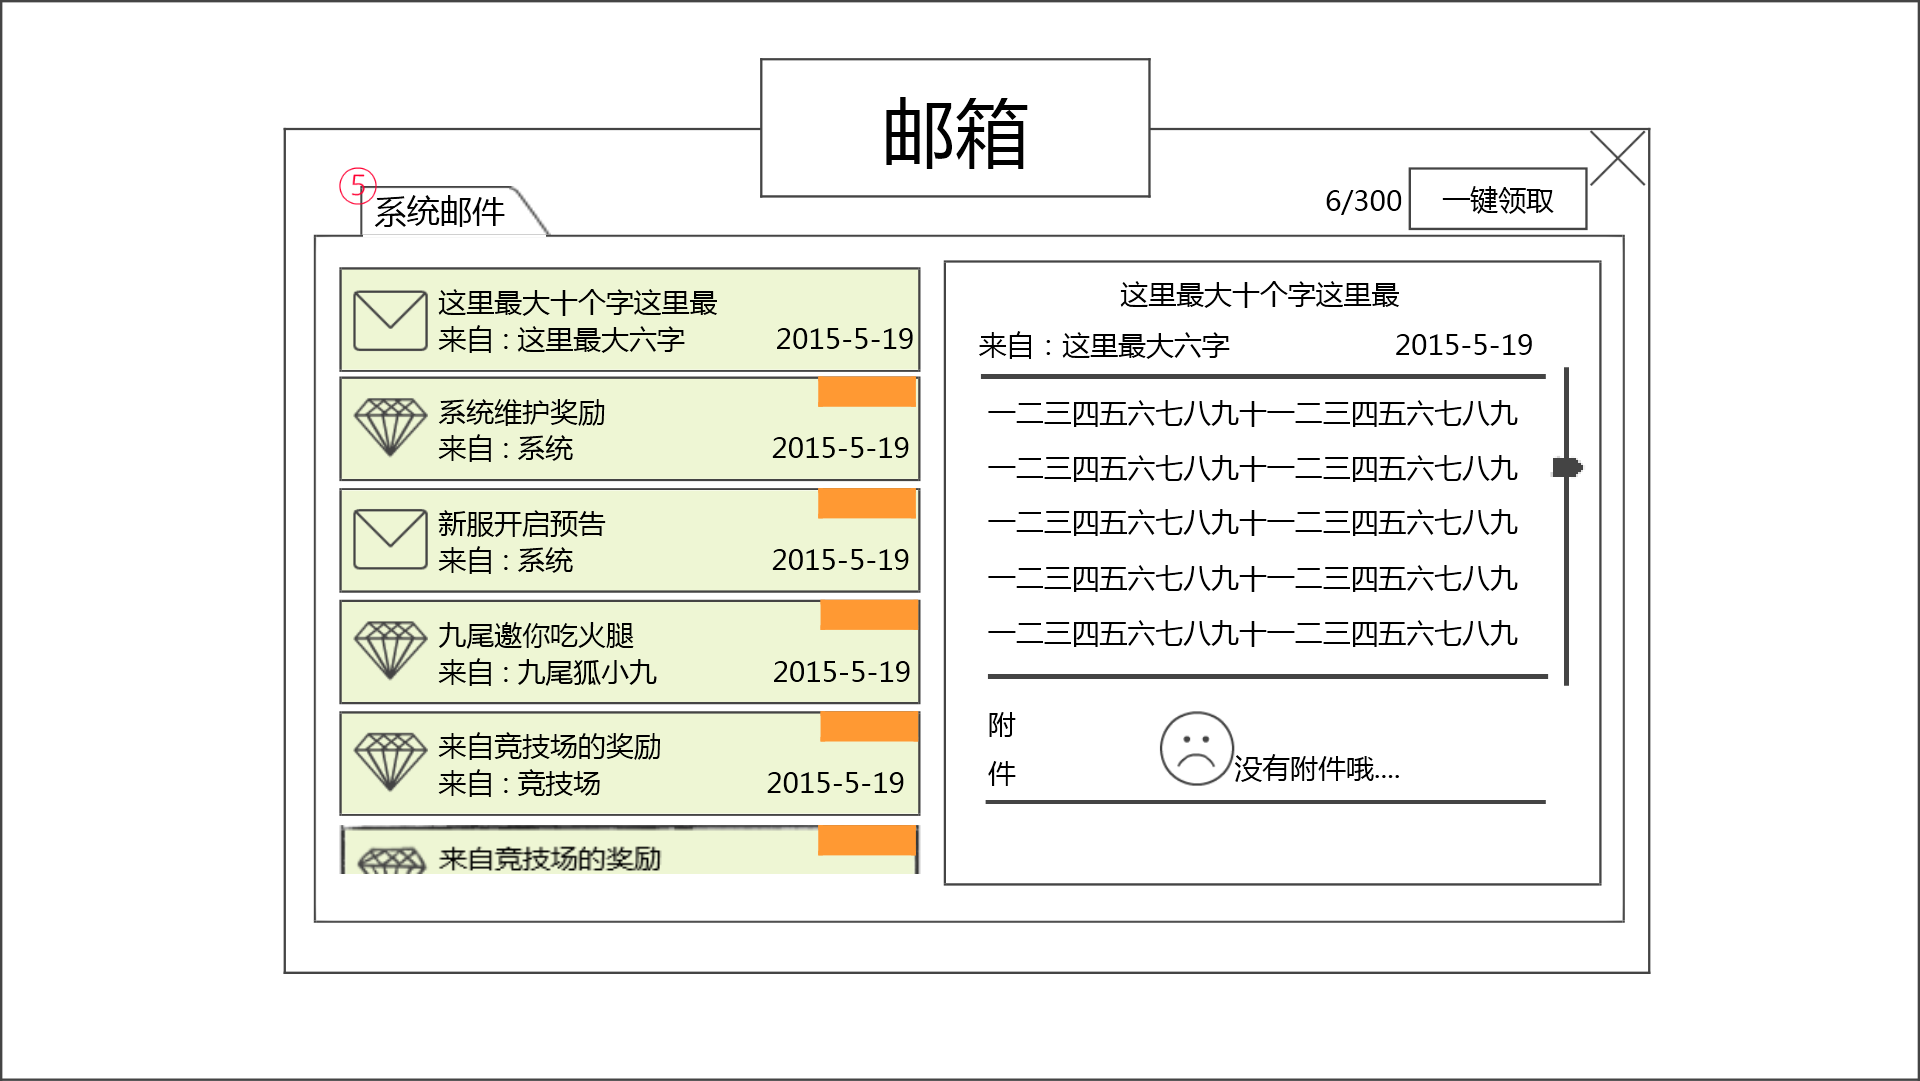 邮箱
⑤
系统邮件
6/300
一键领取
这里最大十个字这里最
来自：这里最大六字 2015-5-19
系统维护奖励
来自：系统 2015-5-19
新服开启预告
来自：系统 2015-5-19
九尾邀你吃火腿
来自：九尾狐小九 2015-5-19
来自竞技场的奖励
来自：竞技场 2015-5-19
来自竞技场的奖励
这里最大十个字这里最
来自：这里最大六字 2015-5-19
一二三四五六七八九十一二三四五六七八九
一二三四五六七八九十一二三四五六七八九
一二三四五六七八九十一二三四五六七八九
一二三四五六七八九十一二三四五六七八九
一二三四五六七八九十一二三四五六七八九
附
件
没有附件哦....